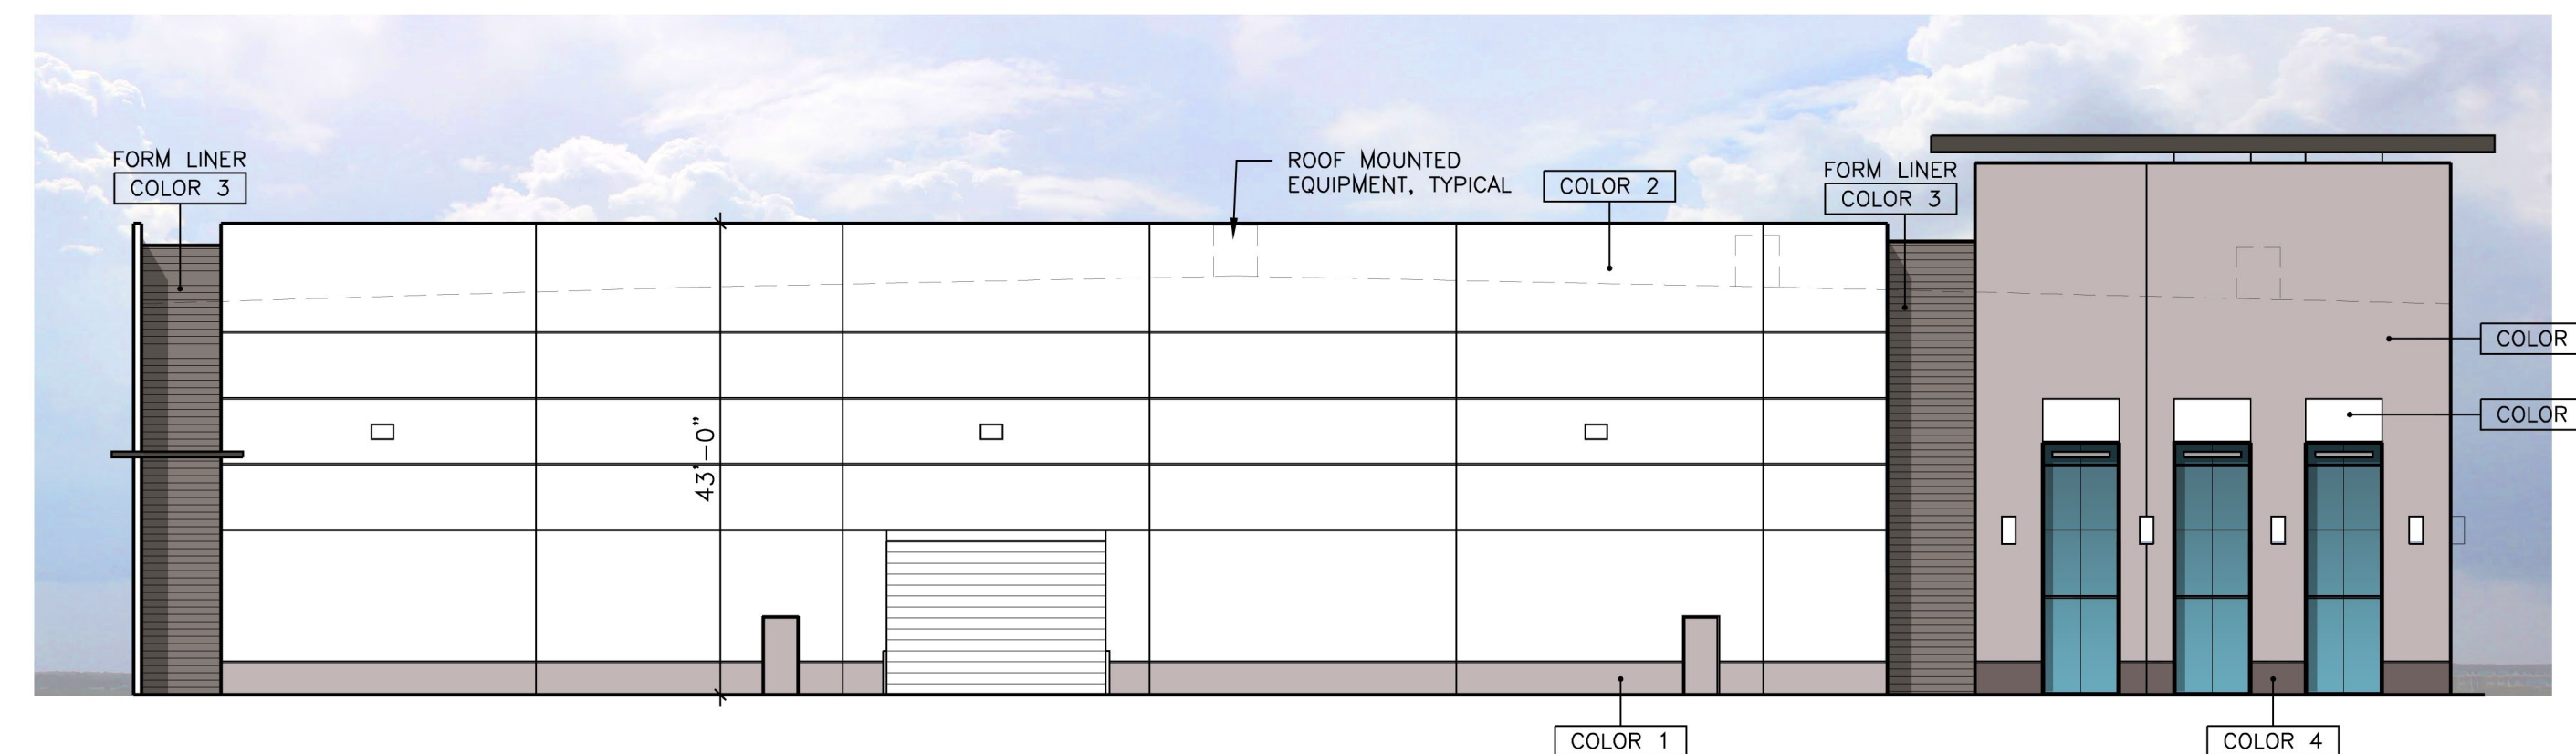 ROOF MOUNTED
EQUIPMENT, TYPICAL
FORM LINER
COLOR 3
COLOR 2
FORM LINER
COLOR 3
COLOR
COLOR
43'-0"
COLOR 1
COLOR 4